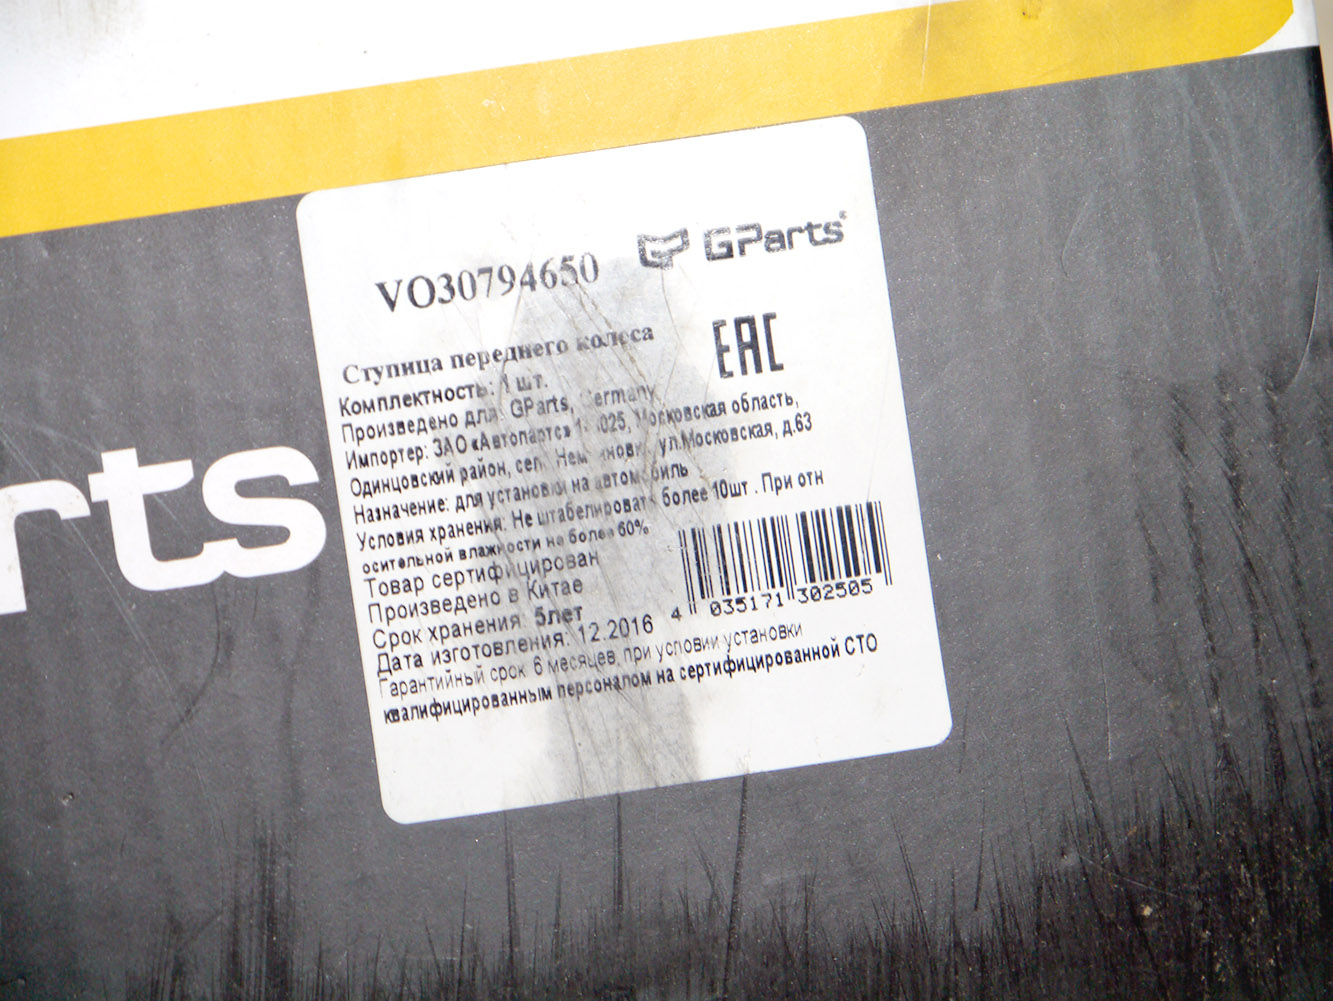 GParts
VO30794650
EAC
Ступица переднего колеса
Комплектность: 1 шт.
Произведено для: GParts, Germany
Импортер: ЗАО «Автопартс» Московская область,
Одинцовский район, ул.Московская, д.63
Назначение: для установки на автомобиль
Условия хранения: Не штабелировать более 10шт . При отн
осительной влажности не более 60%
Товар сертифицирован
Произведено в Китае
Срок хранения: 5лет
Дата изготовления: 12.2016
4 035171 302505
Гарантийный срок 6 месяцев при условии установки
квалифицированным персоналом на сертифицированной СТО
rts